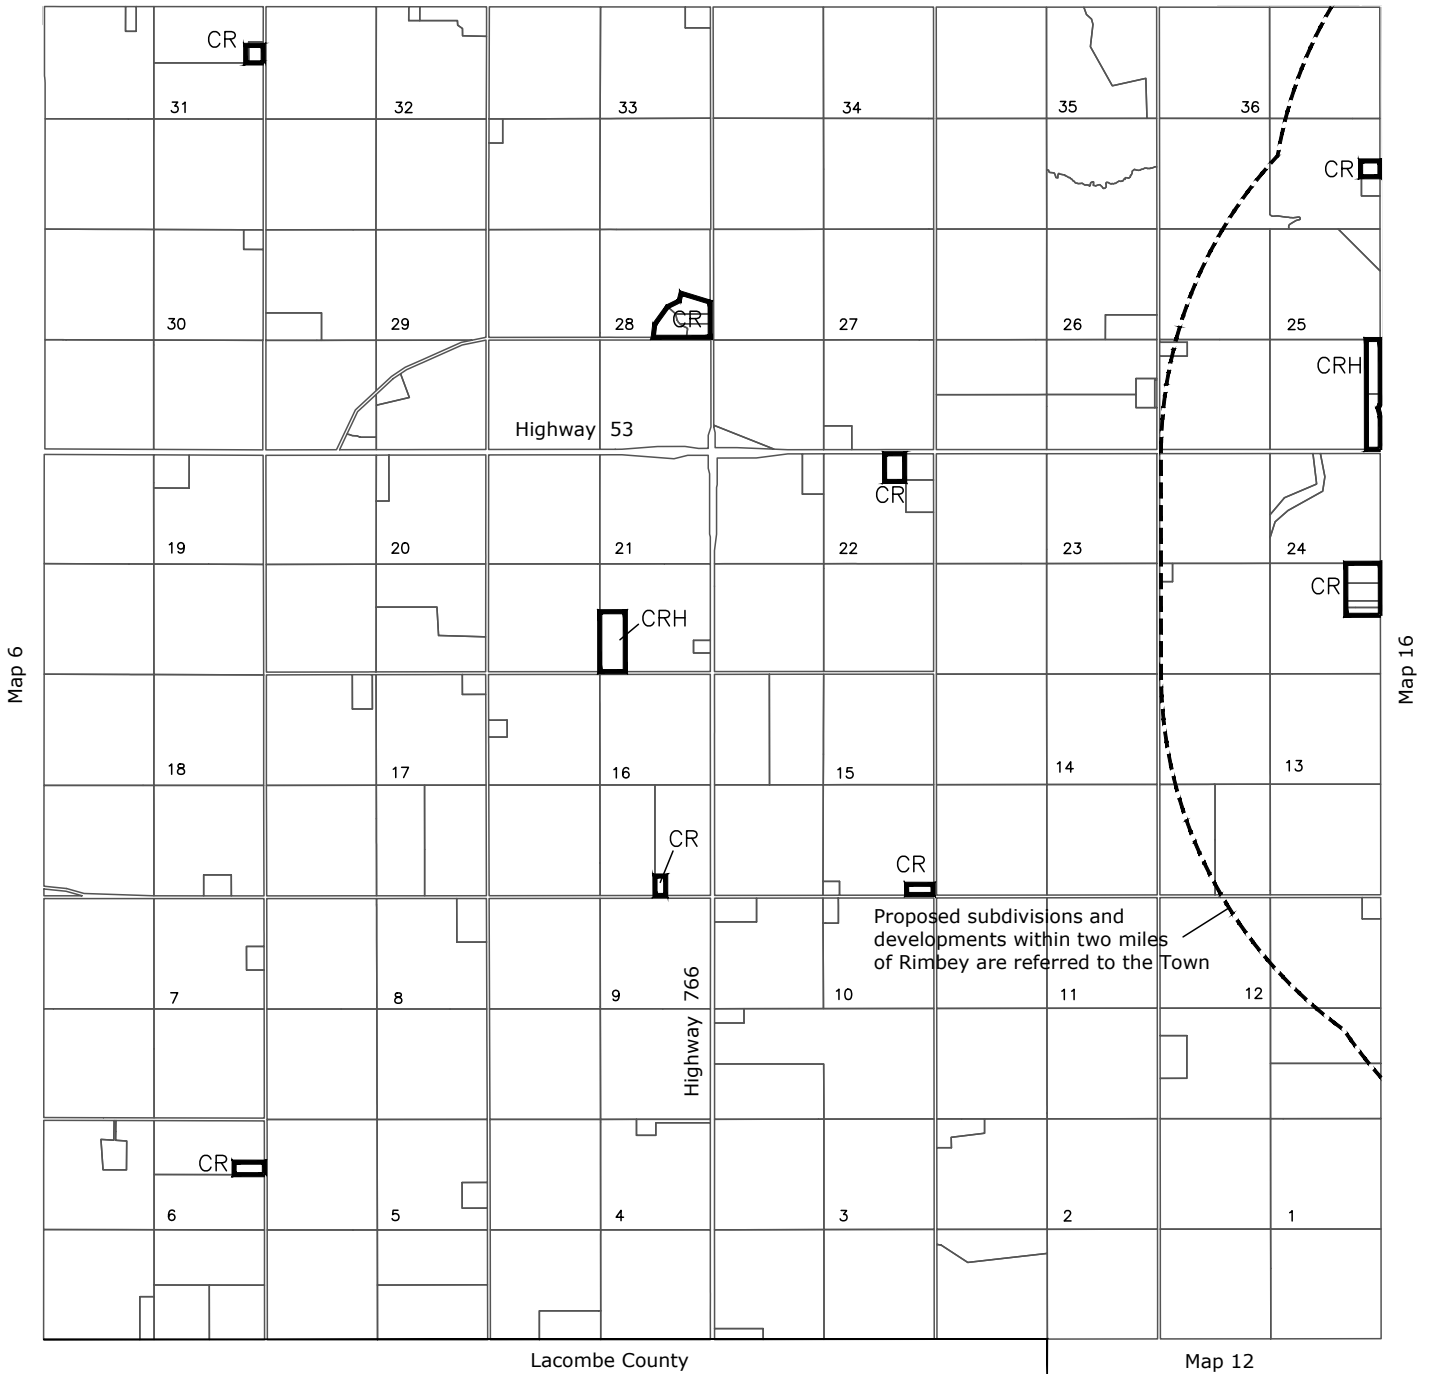 CR
31
32
33
34
35
36
CR
30
29
28
CR
27
26
25
CRH
Highway 53
CR
19
20
21
22
23
24
CR
CRH
Map 6
Map 16
18
17
16
15
14
13
CR
CR
Proposed subdivisions and
developments within two miles
of Rimbey are referred to the Town
7
8
9
Highway 766
10
11
12
CR
6
5
4
3
2
1
Lacombe County
Map 12